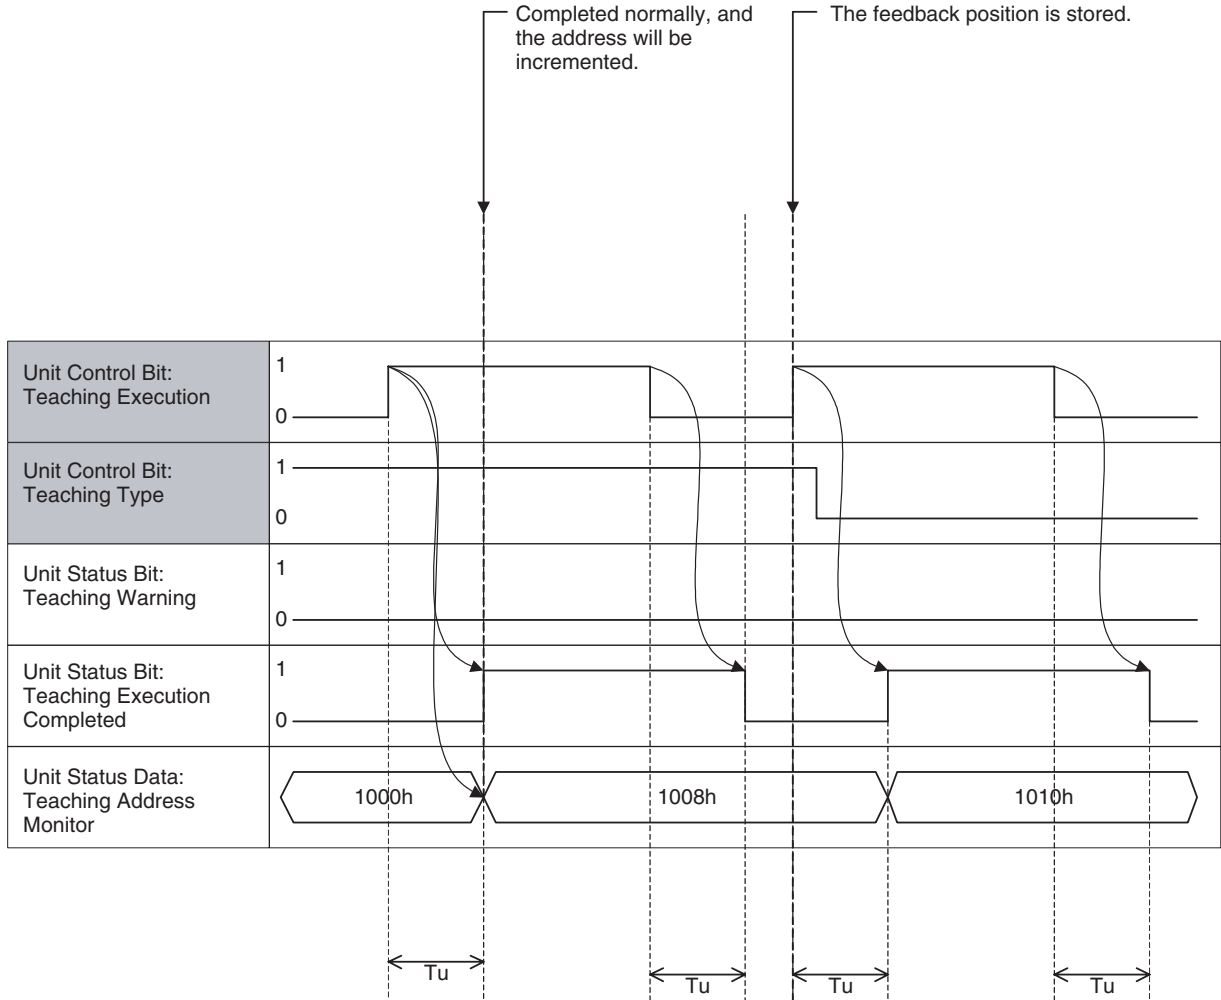 Completed normally, and
the address will be
incremented.
The feedback position is stored.
Unit Control Bit:
Teaching Execution
1
0
Unit Control Bit:
Teaching Type
1
0
Unit Status Bit:
Teaching Warning
1
0
Unit Status Bit:
Teaching Execution
Completed
1
0
Unit Status Data:
Teaching Address
Monitor
1000h
1008h
1010h
Tu
Tu
Tu
Tu